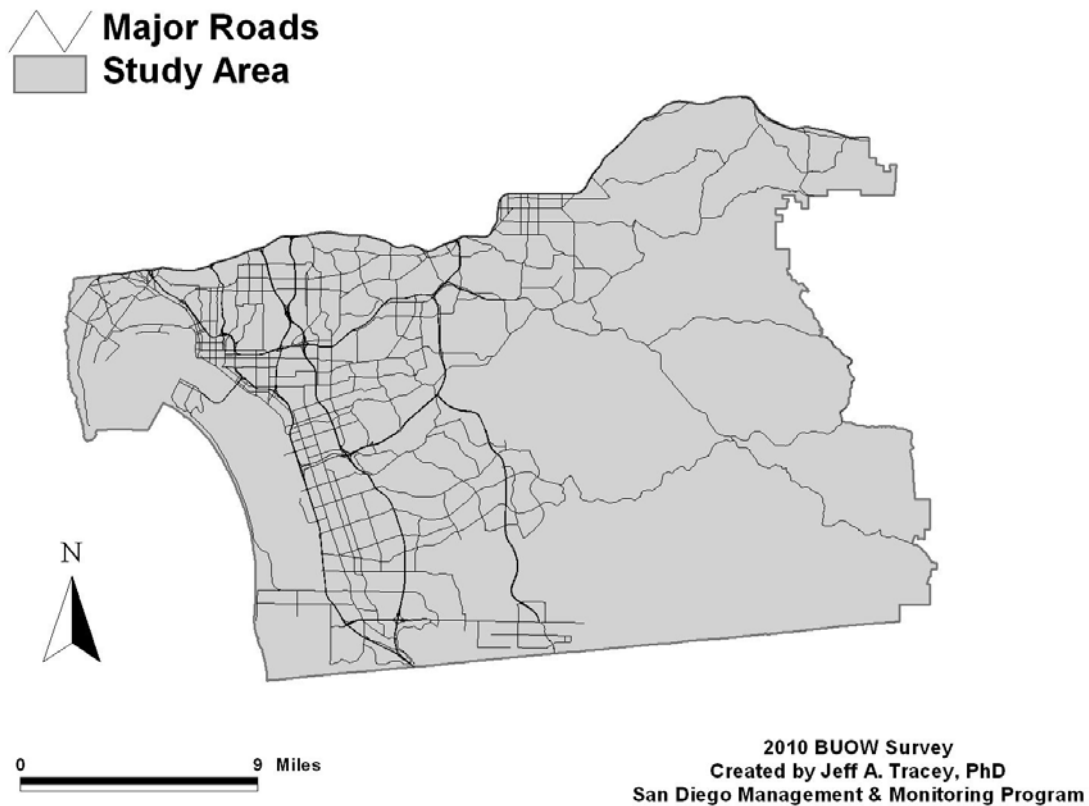 Major Roads
Study Area
N
0 9 Miles
2010 BUOW Survey
Created by Jeff A. Tracey, PhD
San Diego Management & Monitoring Program